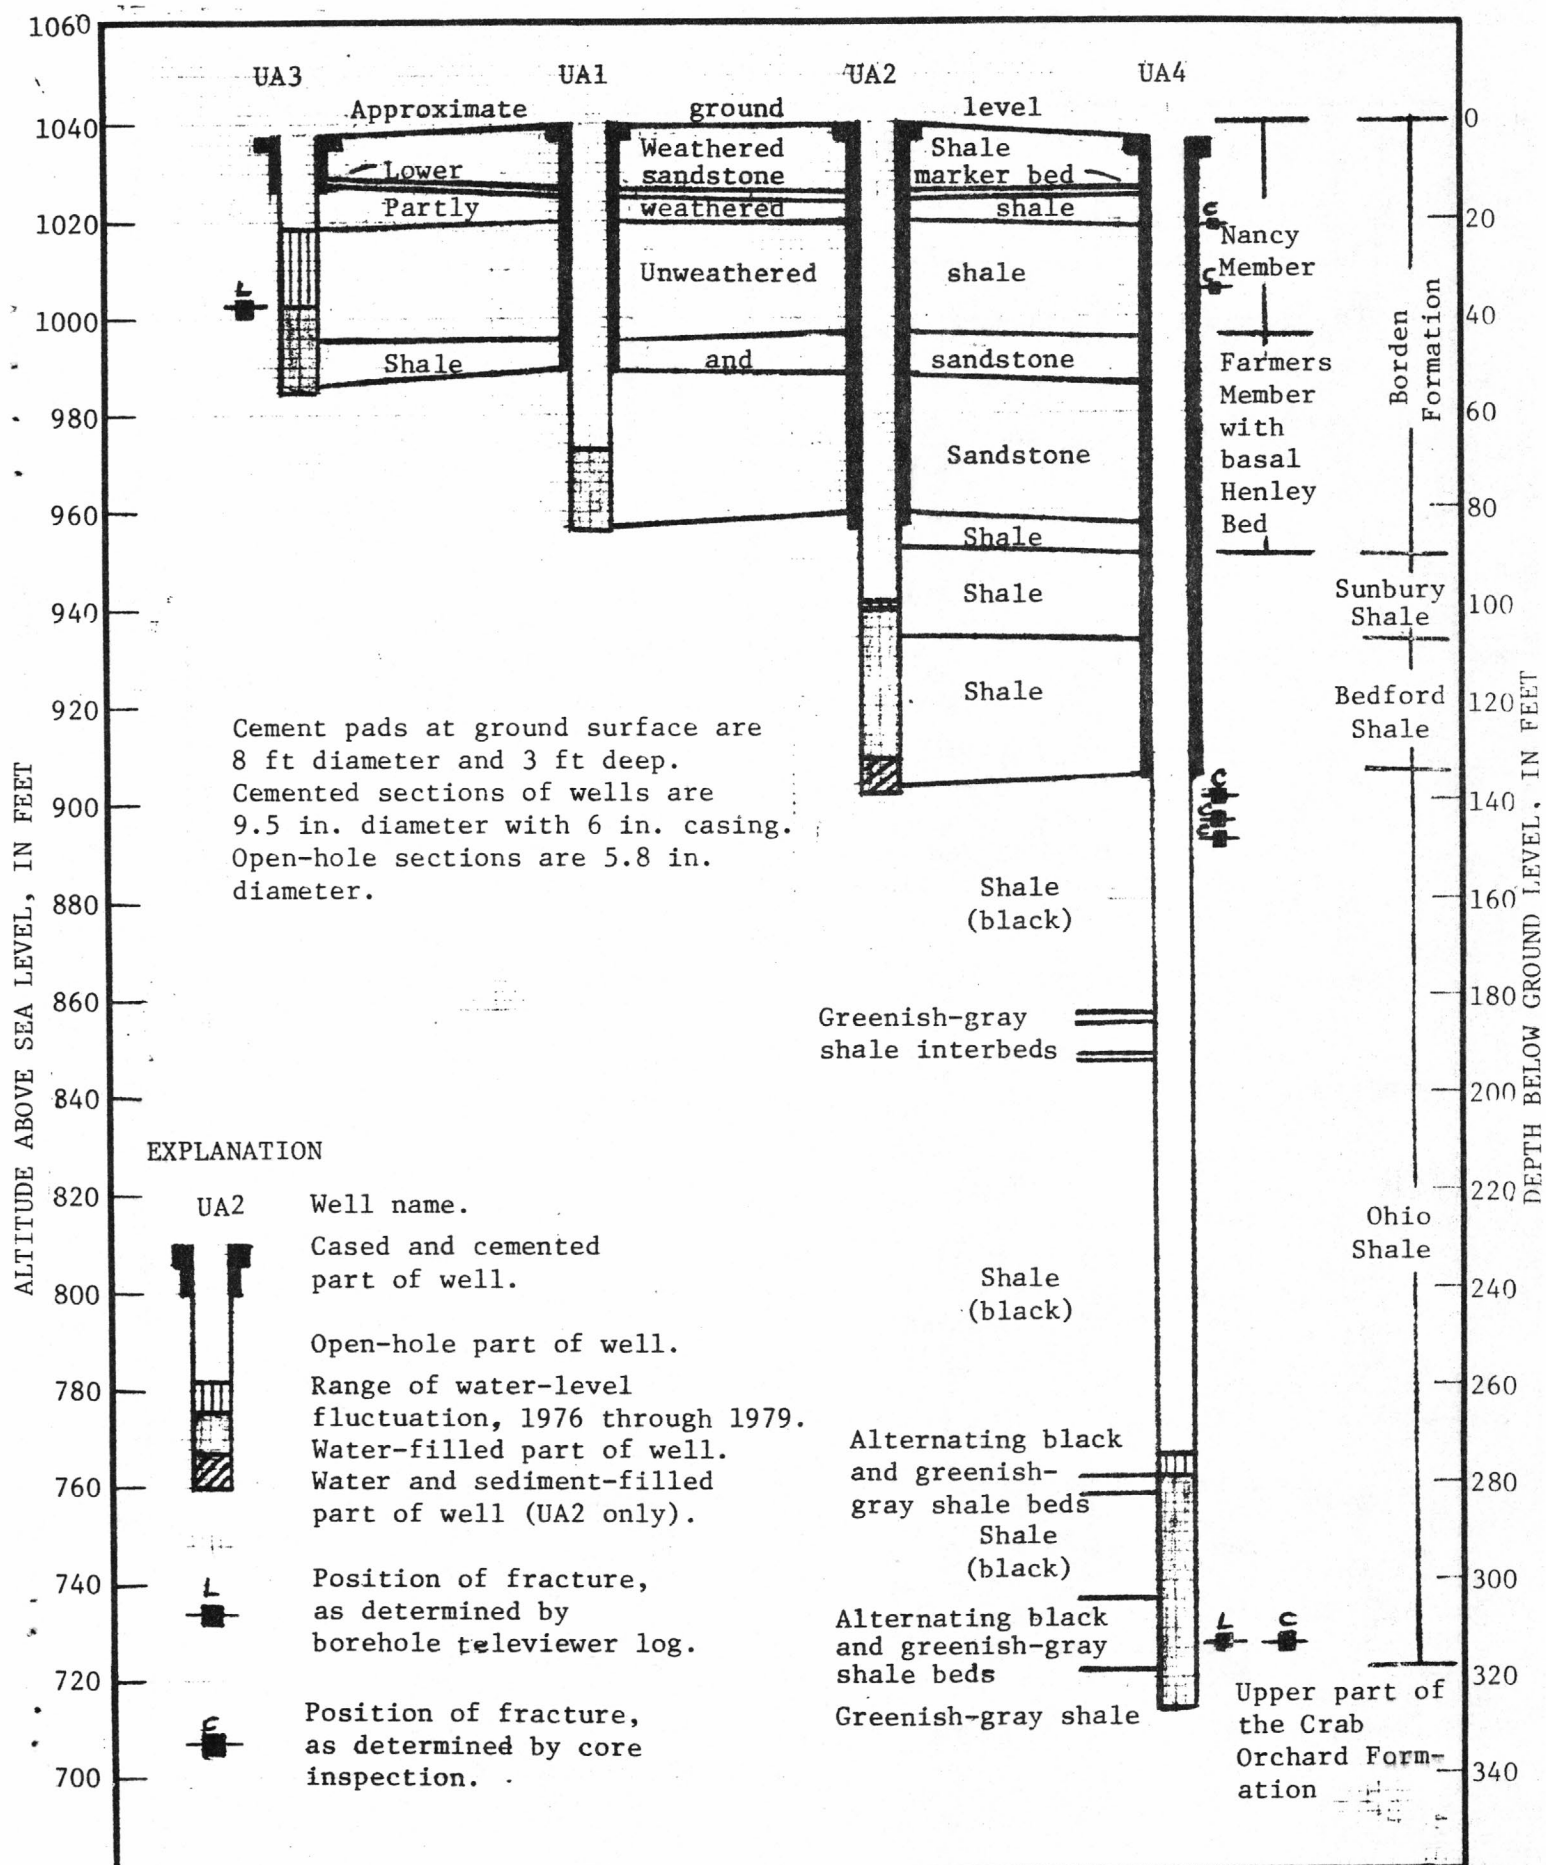 1060
UA3 UA1 UA2 UA4
Approximate ground level
1040
0
Weathered sandstone
Shale marker bed
Lower
Partly weathered shale
1020
20
C
Nancy
Member
Unweathered shale
C
L
1000
40
Shale and sandstone
Farmers
Member
with
basal
Henley
Bed
Borden
Formation
980
60
Sandstone
960
80
Shale
Shale
Sunbury
Shale
940
100
Shale
Bedford
Shale
920
120
Cement pads at ground surface are
8 ft diameter and 3 ft deep.
Cemented sections of wells are
9.5 in. diameter with 6 in. casing.
Open-hole sections are 5.8 in.
diameter.
C
C
C
900
140
ALTITUDE ABOVE SEA LEVEL, IN FEET
DEPTH BELOW GROUND LEVEL, IN FEET
880
160
Shale
(black)
860
180
Greenish-gray
shale interbeds
840
200
EXPLANATION
820
220
UA2 Well name.
Cased and cemented
part of well.
Ohio
Shale
800
240
Shale
(black)
Open-hole part of well.
780
260
Range of water-level
fluctuation, 1976 through 1979.
Water-filled part of well.
Water and sediment-filled
part of well (UA2 only).
Alternating black
and greenish-
gray shale beds
760
280
Shale
(black)
740
300
L
Position of fracture,
as determined by
borehole televiewer log.
Alternating black
and greenish-gray
shale beds
L C
720
320
Greenish-gray shale
Upper part of
the Crab
Orchard Form-
ation
C
Position of fracture,
as determined by core
inspection.
700
340